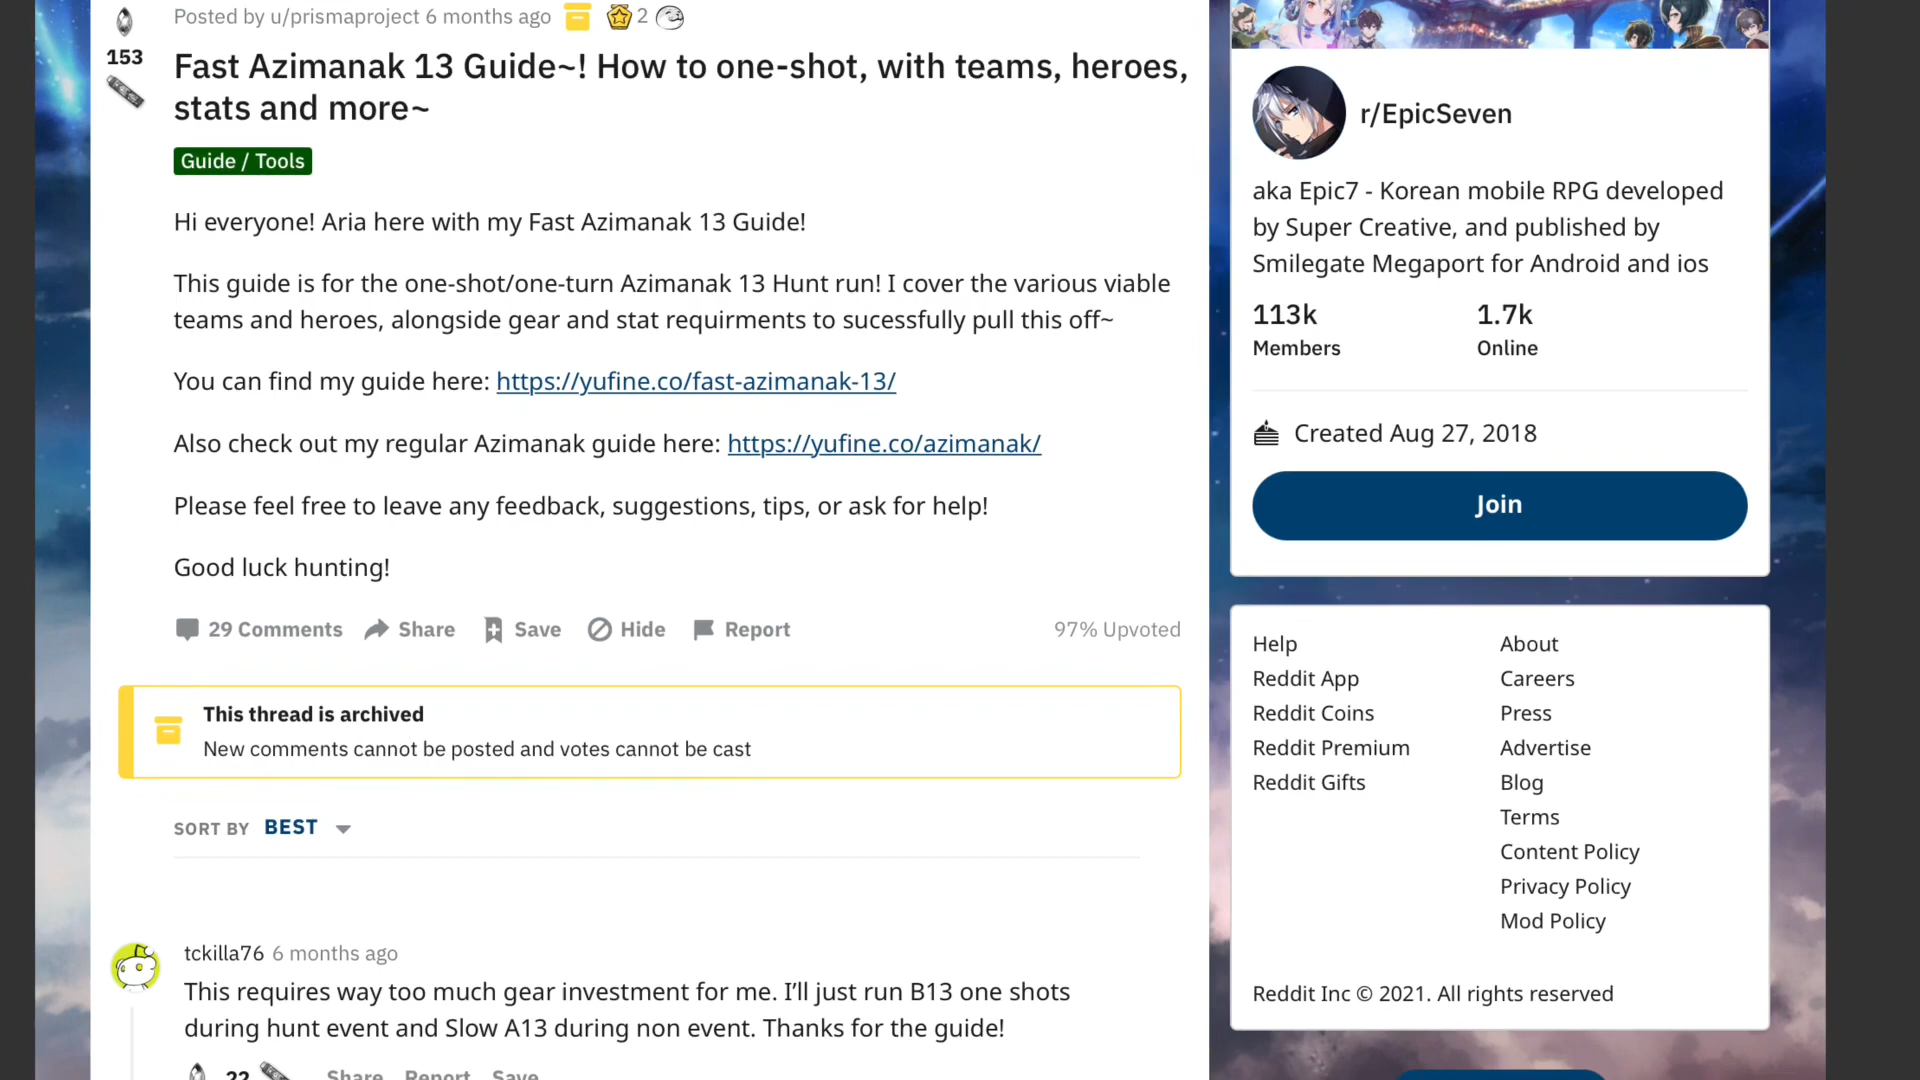 Posted by u/prismaproject 6 months ago 2
153
Fast Azimanak 13 Guide~! How to one-shot, with teams, heroes,
stats and more~
Guide / Tools
Hi everyone! Aria here with my Fast Azimanak 13 Guide!
This guide is for the one-shot/one-turn Azimanak 13 Hunt run! I cover the various viable
teams and heroes, alongside gear and stat requirments to sucessfully pull this off~
You can find my guide here: https://yufine.co/fast-azimanak-13/
Also check out my regular Azimanak guide here: https://yufine.co/azimanak/
Please feel free to leave any feedback, suggestions, tips, or ask for help!
Good luck hunting!
29 Comments Share Save Hide Report 97% Upvoted
This thread is archived
New comments cannot be posted and votes cannot be cast
SORT BY BEST
tckilla76 6 months ago
This requires way too much gear investment for me. I’ll just run B13 one shots
during hunt event and Slow A13 during non event. Thanks for the guide!
22 Share Report Save
r/EpicSeven
aka Epic7 - Korean mobile RPG developed
by Super Creative, and published by
Smilegate Megaport for Android and ios
113k 1.7k
Members Online
Created Aug 27, 2018
Join
Help About
Reddit App Careers
Reddit Coins Press
Reddit Premium Advertise
Reddit Gifts Blog
Terms
Content Policy
Privacy Policy
Mod Policy
Reddit Inc © 2021. All rights reserved